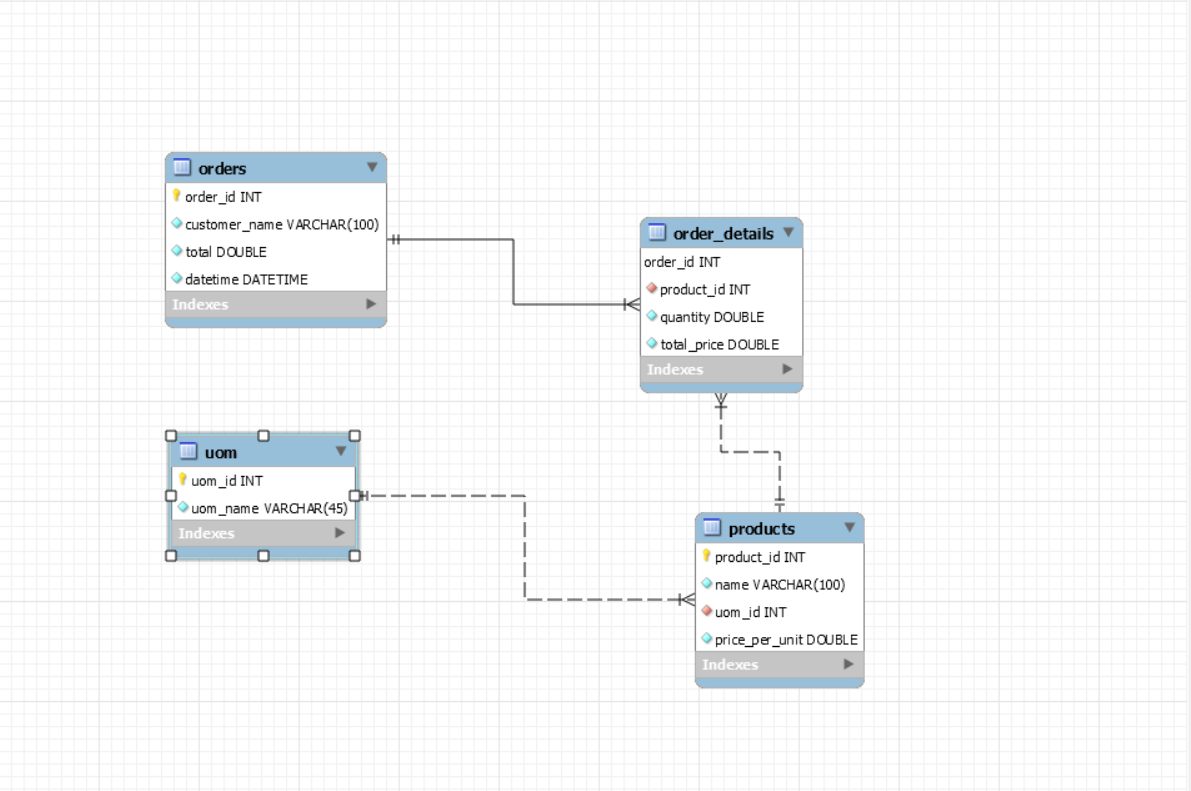 orders
order_id INT
customer_name VARCHAR(100)
total DOUBLE
datetime DATETIME
Indexes
order_details
order_id INT
product_id INT
quantity DOUBLE
total_price DOUBLE
Indexes
uom
uom_id INT
uom_name VARCHAR(45)
Indexes
products
product_id INT
name VARCHAR(100)
uom_id INT
price_per_unit DOUBLE
Indexes